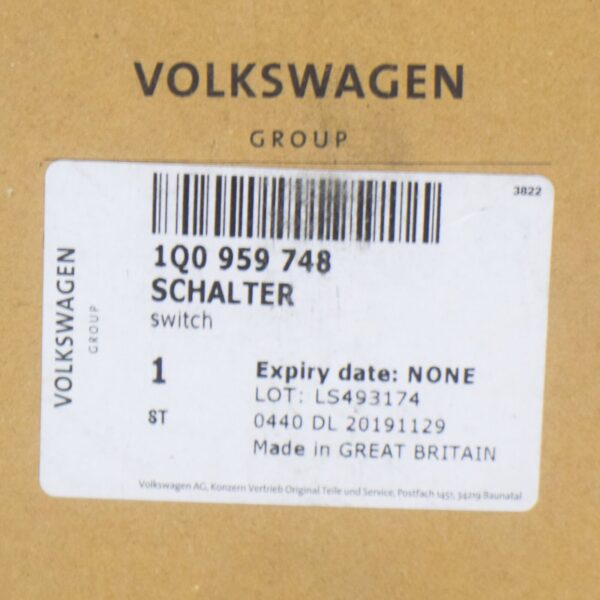 VOLKSWAGEN
GROUP
3822
1Q0 959 748
SCHALTER
switch
VOLKSWAGEN
GROUP
1
ST
Expiry date: NONE
LOT: LS493174
0440 DL 20191129
Made in GREAT BRITAIN
Volkswagen AG, Konzern Vertrieb Original Teile und Service, Postfach 1451, 34219 Baunatal